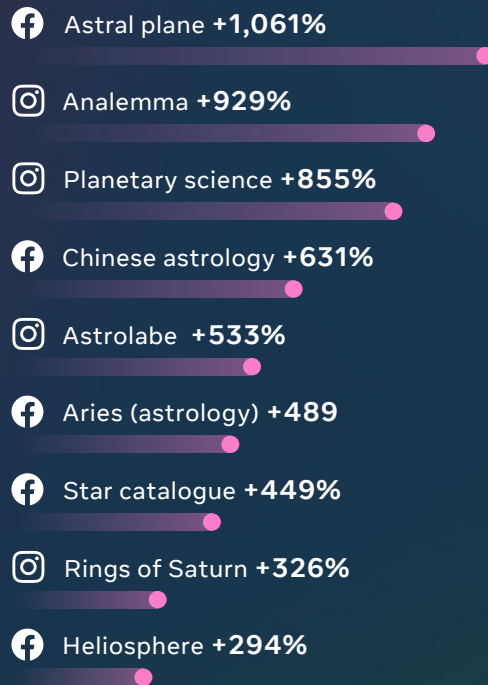 Astral plane +1,061%
Analemma +929%
Planetary science +855%
Chinese astrology +631%
Astrolabe +533%
Aries (astrology) +489
Star catalogue +449%
Rings of Saturn +326%
Heliosphere +294%